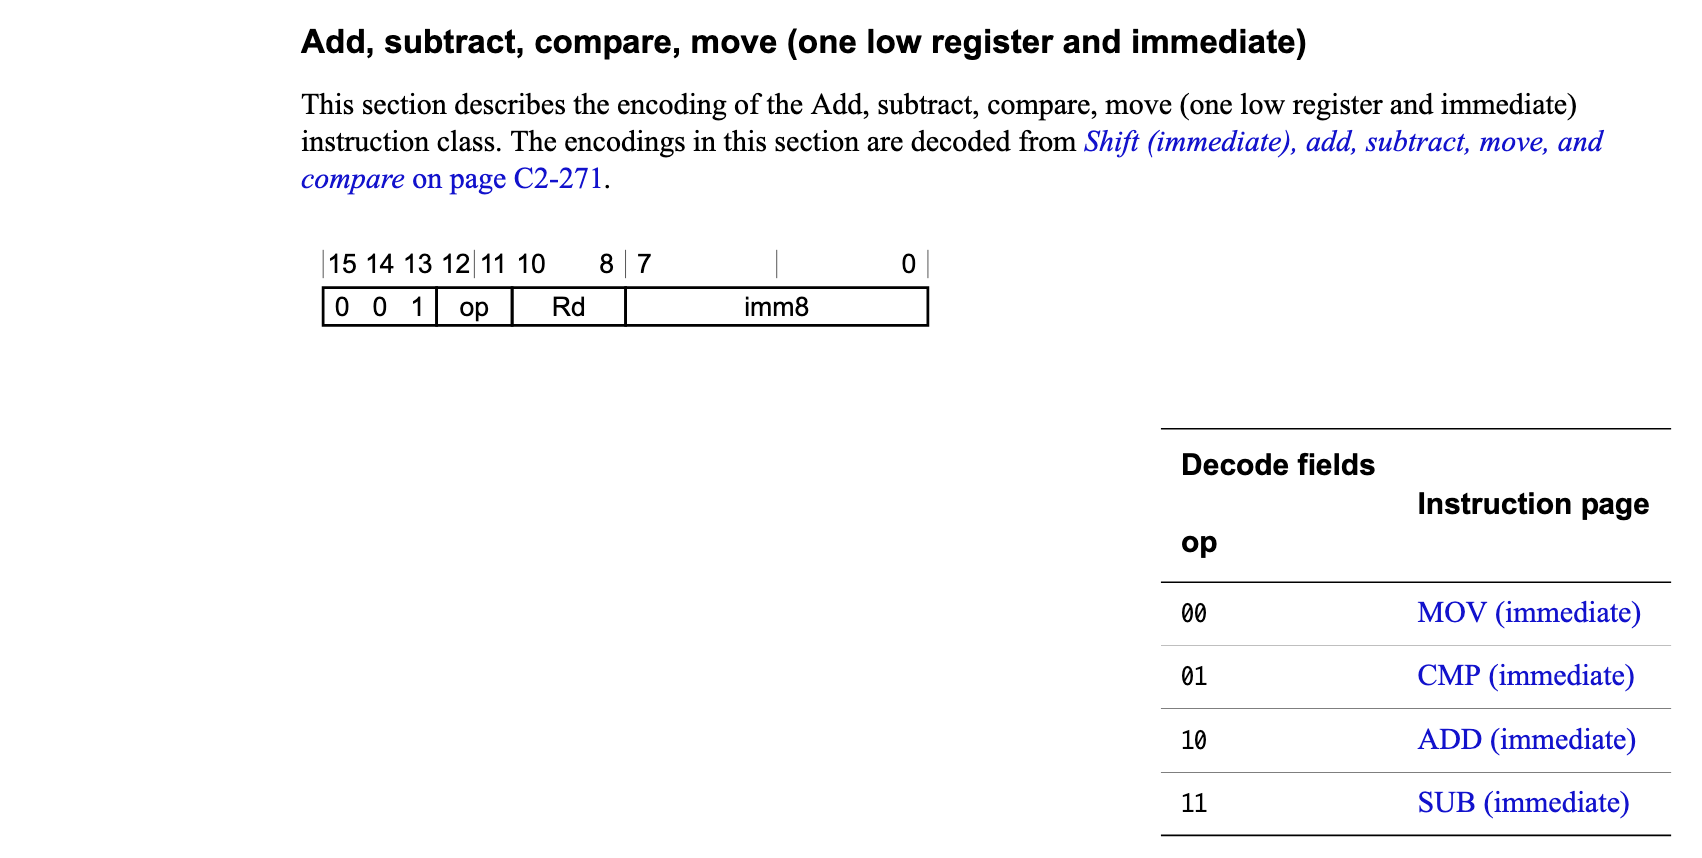 Add, subtract, compare, move (one low register and immediate)
This section describes the encoding of the Add, subtract, compare, move (one low register and immediate)
instruction class. The encodings in this section are decoded from Shift (immediate), add, subtract, move, and
compare on page C2-271.
15 14 13 12 11 10 8 7 0
0 0 1 op Rd imm8
Decode fields
Instruction page
op
00 MOV (immediate)
01 CMP (immediate)
10 ADD (immediate)
11 SUB (immediate)